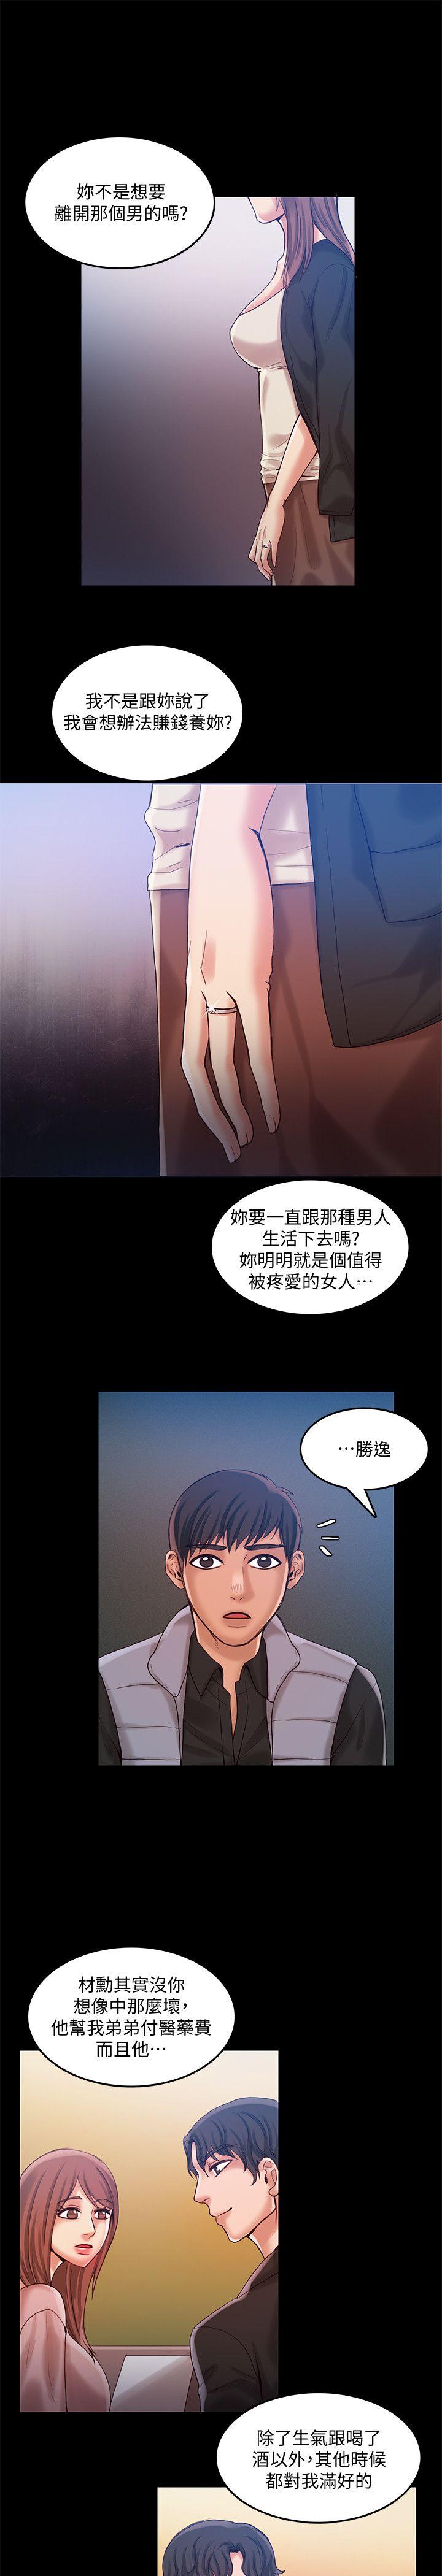 妳不是想要
離開那個男的嗎?
我不是跟妳說了
我會想辦法賺錢養妳?
妳要一直跟那種男人
生活下去嗎?
妳明明就是個值得
被疼愛的女人…
…勝逸
材勳其實沒你
想像中那麼壞,
他幫我弟弟付醫藥費
而且他…
除了生氣跟喝了
酒以外,其他時候
都對我滿好的